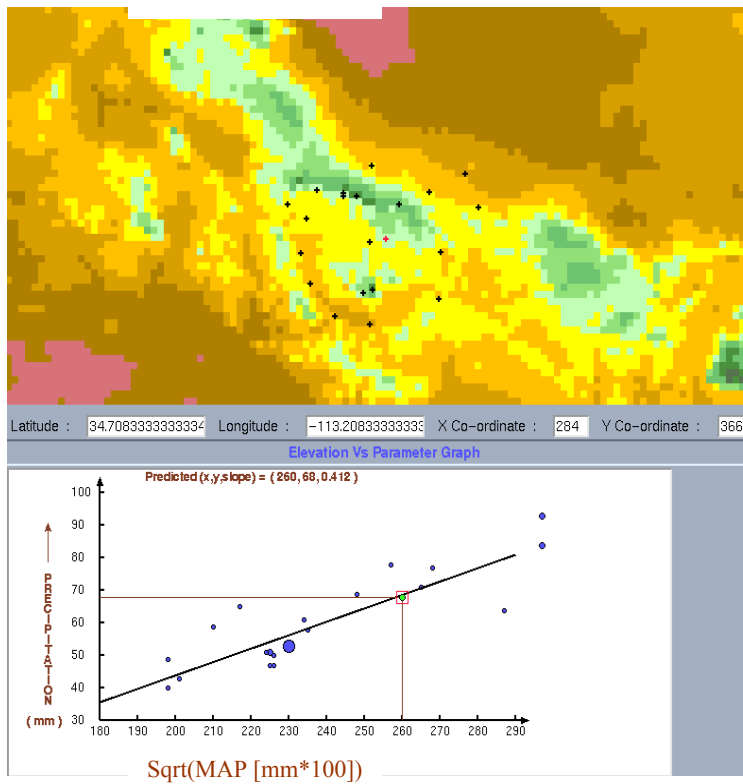 Latitude : 34.7083333333334 Longitude : -113.20833333333 X Co-ordinate : 284 Y Co-ordinate : 366
Elevation Vs Parameter Graph
Predicted (x,y,slope) = ( 260, 68, 0.412 )
100
90
80
70
60
50
40
30
PRECIPITATION
( mm )
180 190 200 210 220 230 240 250 260 270 280 290
Sqrt(MAP [mm*100])